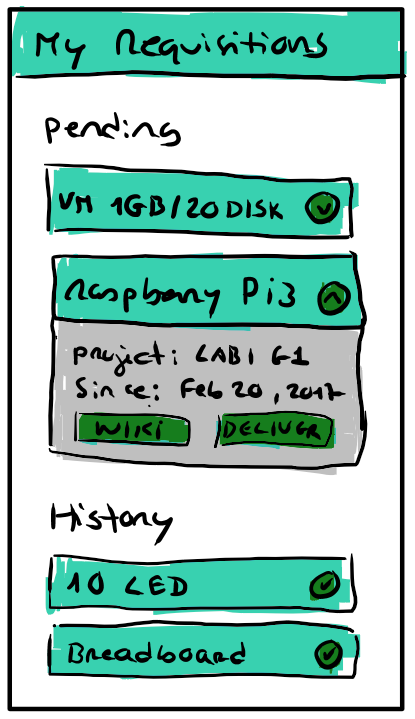 My Requisitions
Pending
VM 1GB/20DISK
Raspberry Pi3
project: LABI G1
Since: Feb 20, 2017
WIKI
DELIVER
History
10 LED
Breadboard